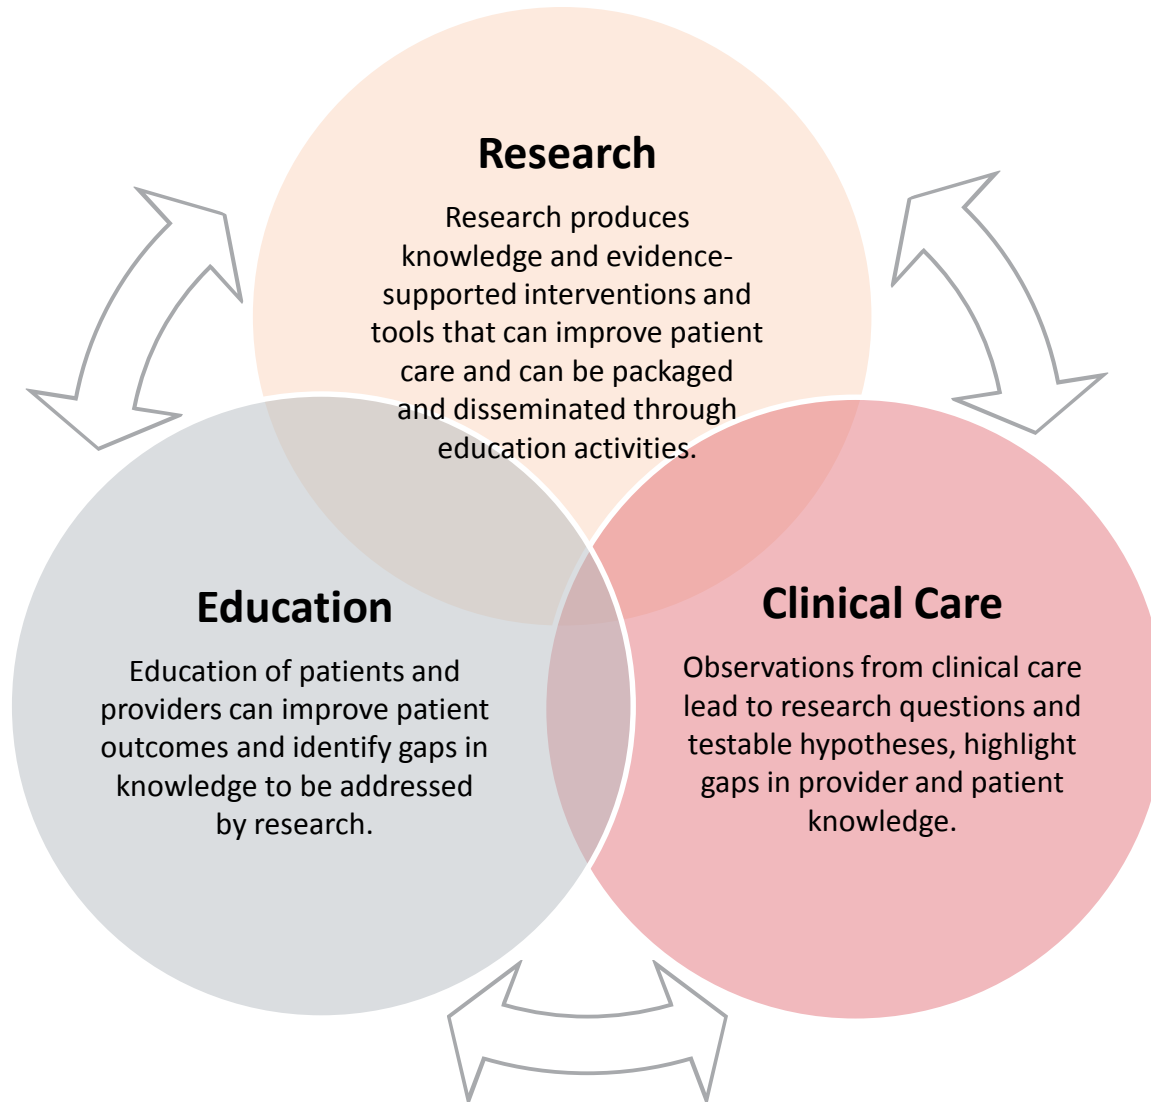 Research
Research produces
knowledge and evidence-
supported interventions and
tools that can improve patient
care and can be packaged
and disseminated through
education activities.
Education
Education of patients and
providers can improve patient
outcomes and identify gaps in
knowledge to be addressed
by research.
Clinical Care
Observations from clinical care
lead to research questions and
testable hypotheses, highlight
gaps in provider and patient
knowledge.